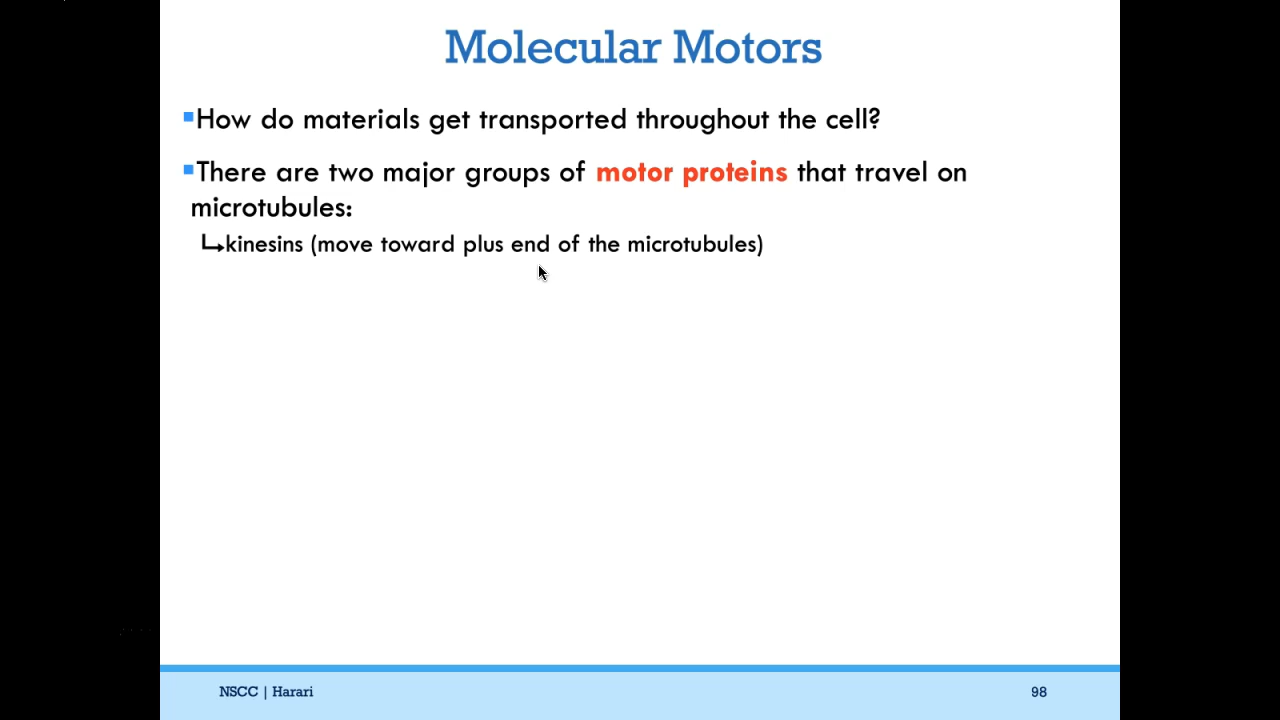 Molecular Motors
▪How do materials get transported throughout the cell?
▪There are two major groups of motor proteins that travel on
microtubules:
↳kinesins (move toward plus end of the microtubules)
NSCC | Harari
98